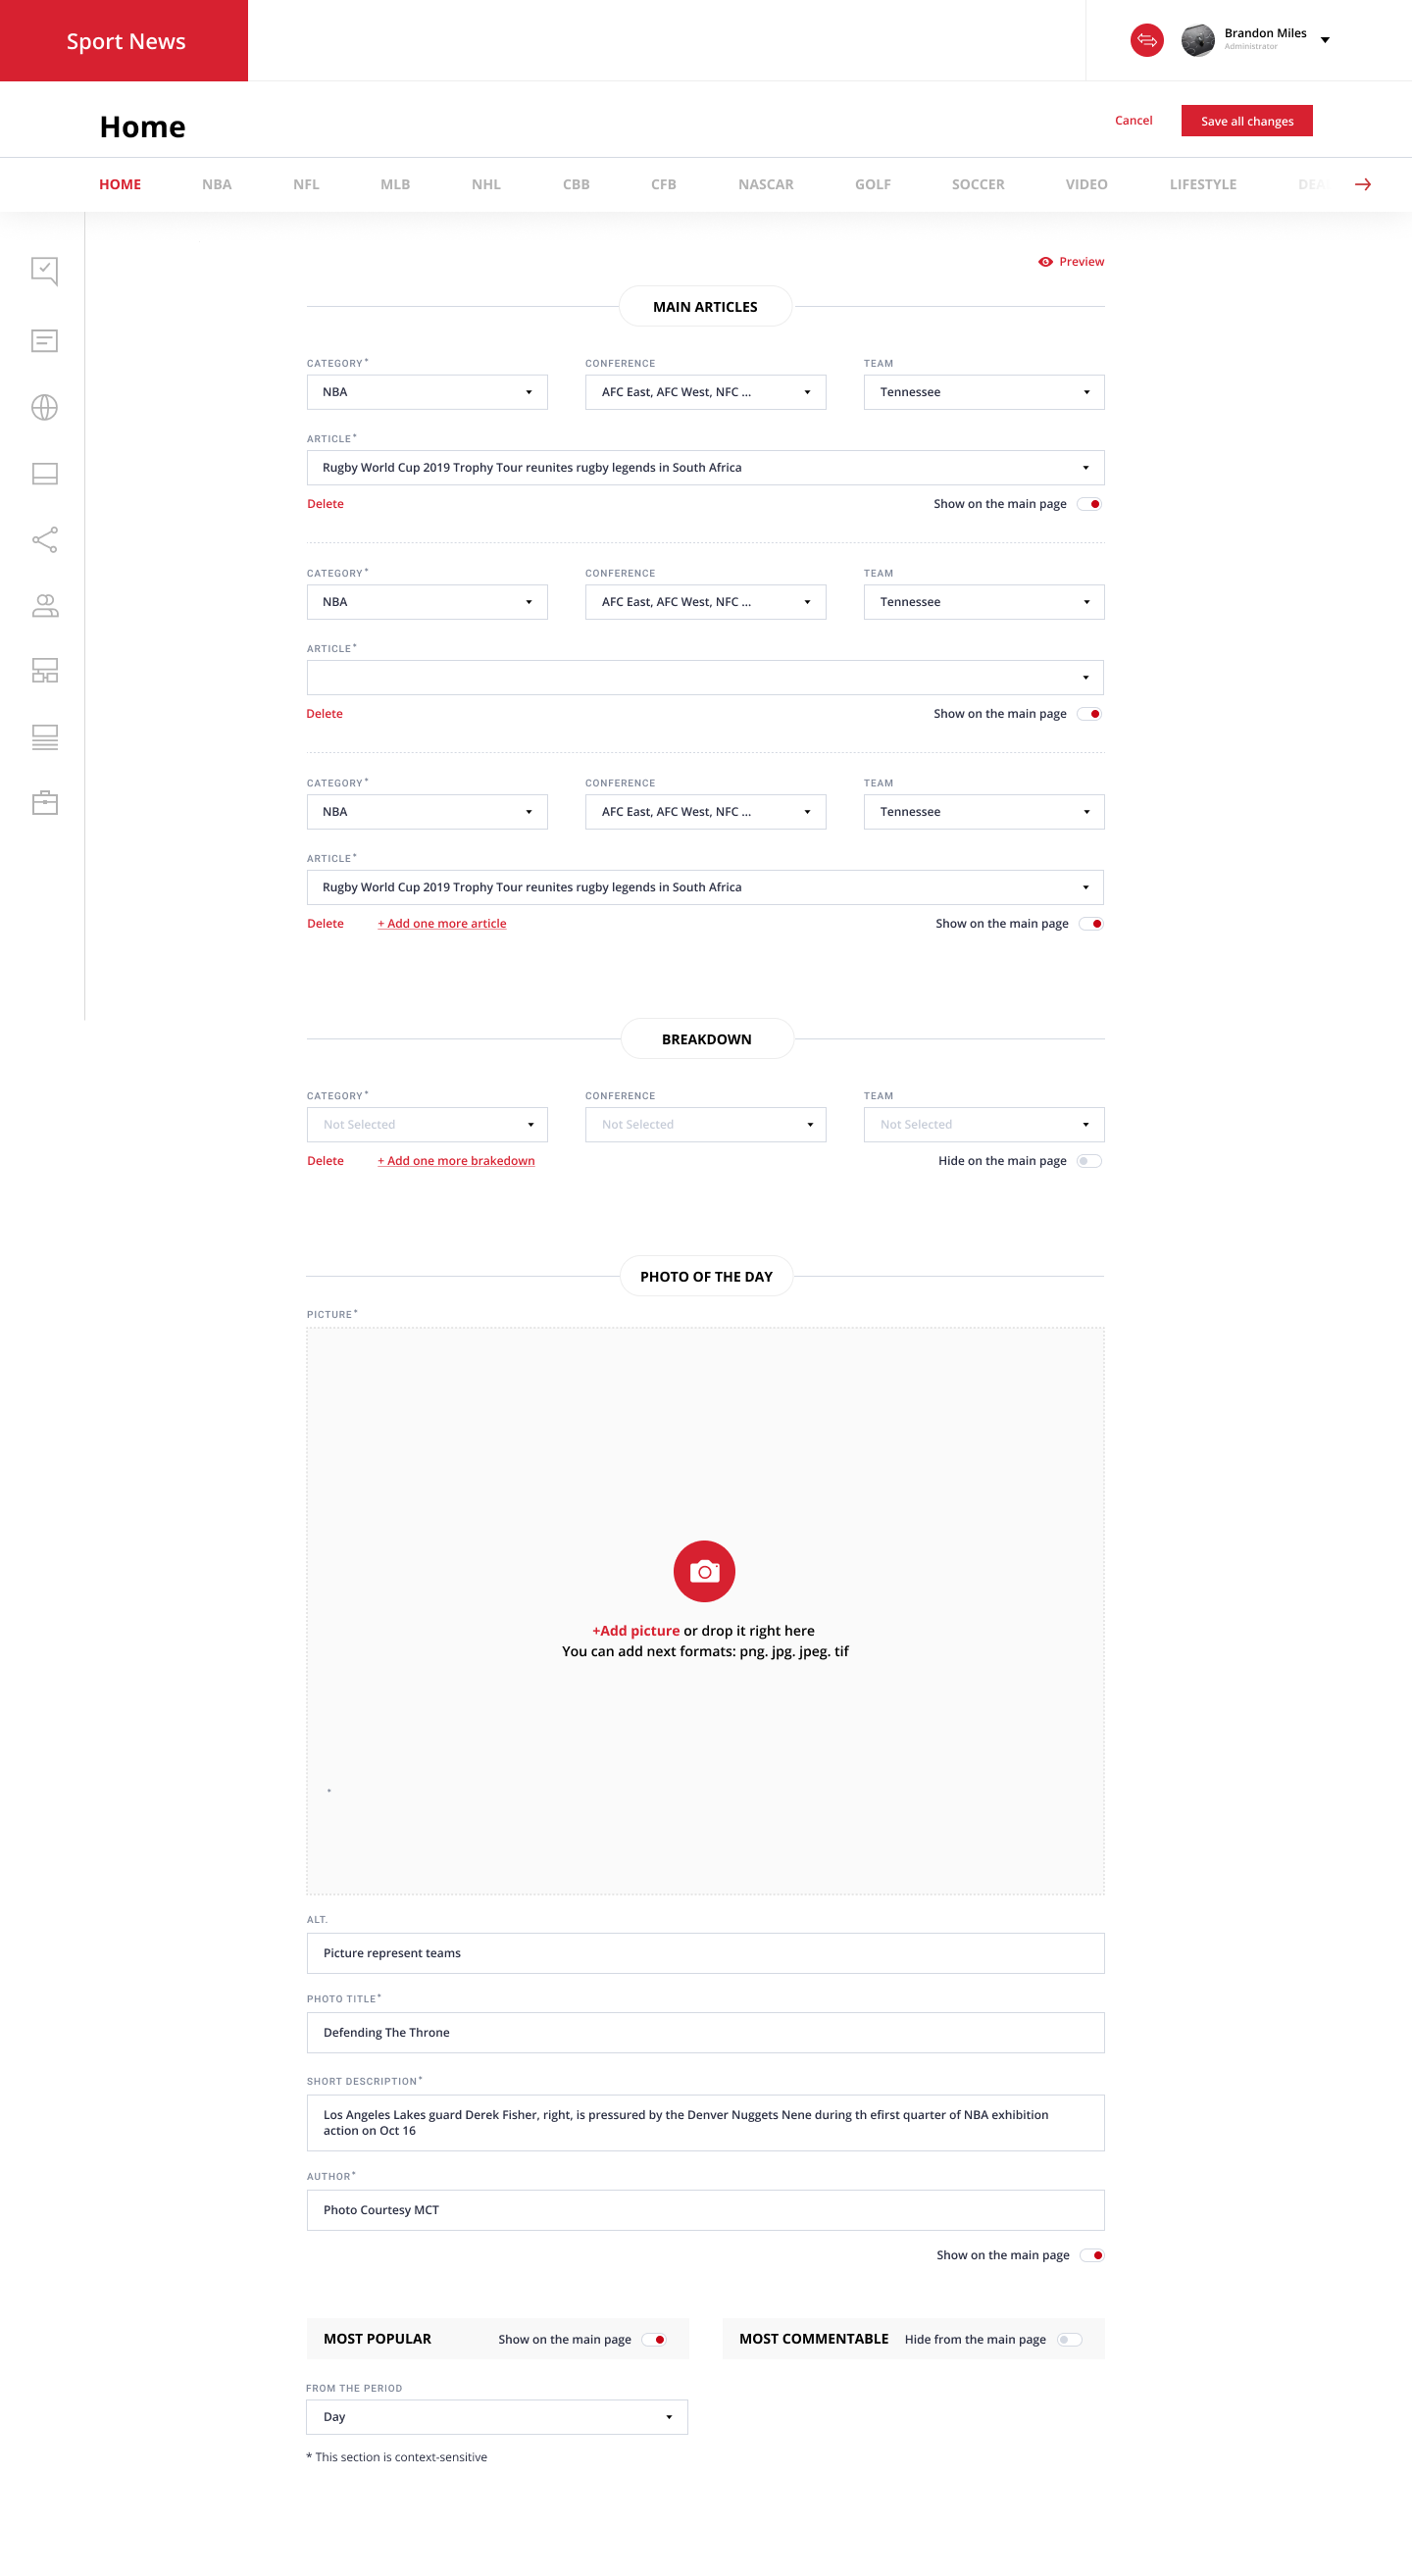 Sport News
Brandon Miles
Administrator
Home
Cancel
Save all changes
HOME NBA NFL MLB NHL CBB CFB NASCAR GOLF SOCCER VIDEO LIFESTYLE
Preview
MAIN ARTICLES
CATEGORY* CONFERENCE TEAM
NBA AFC East, AFC West, NFC ... Tennessee
ARTICLE*
Rugby World Cup 2019 Trophy Tour reunites rugby legends in South Africa
Delete Show on the main page
CATEGORY* CONFERENCE TEAM
NBA AFC East, AFC West, NFC ... Tennessee
ARTICLE*
Delete Show on the main page
CATEGORY* CONFERENCE TEAM
NBA AFC East, AFC West, NFC ... Tennessee
ARTICLE*
Rugby World Cup 2019 Trophy Tour reunites rugby legends in South Africa
Delete + Add one more article Show on the main page
BREAKDOWN
CATEGORY* CONFERENCE TEAM
Not Selected Not Selected Not Selected
Delete + Add one more brakedown Hide on the main page
PHOTO OF THE DAY
PICTURE*
+Add picture or drop it right here
You can add next formats: png. jpg. jpeg. tif
*
ALT.
Picture represent teams
PHOTO TITLE*
Defending The Throne
SHORT DESCRIPTION*
Los Angeles Lakes guard Derek Fisher, right, is pressured by the Denver Nuggets Nene during th efirst quarter of NBA exhibition
action on Oct 16
AUTHOR*
Photo Courtesy MCT
Show on the main page
MOST POPULAR Show on the main page MOST COMMENTABLE Hide from the main page
FROM THE PERIOD
Day
* This section is context-sensitive